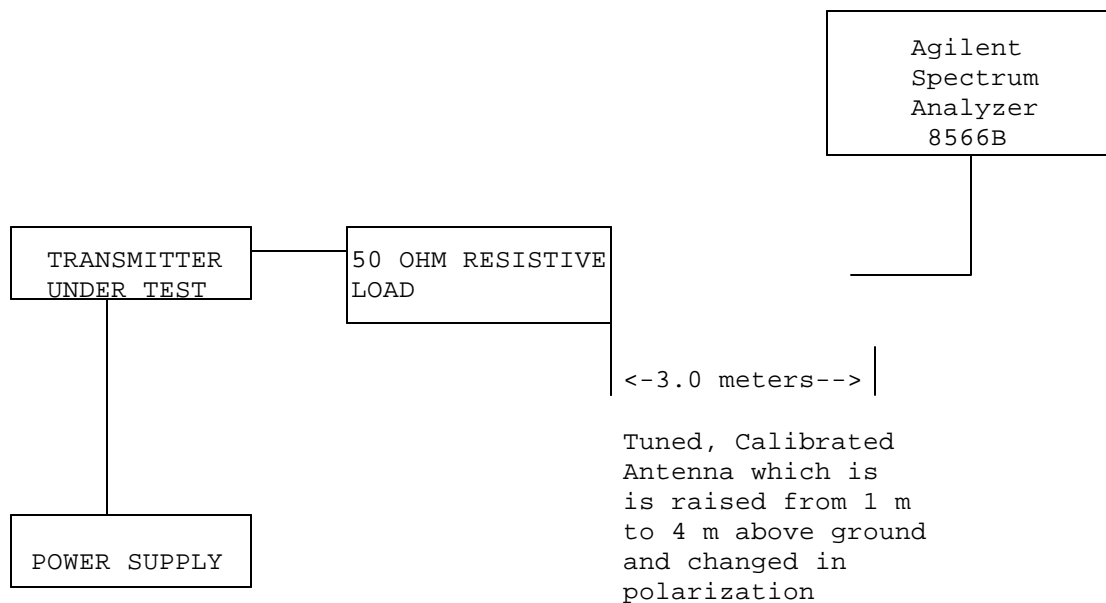 Agilent
Spectrum
Analyzer
8566B
TRANSMITTER
UNDER TEST
50 OHM RESISTIVE
LOAD
<-3.0 meters-->
Tuned, Calibrated
Antenna which is
is raised from 1 m
to 4 m above ground
and changed in
polarization
POWER SUPPLY